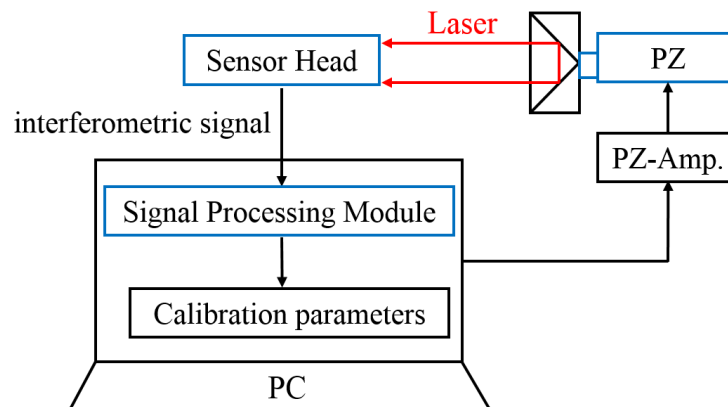 Laser
Sensor Head
PZ
interferometric signal
PZ-Amp.
Signal Processing Module
Calibration parameters
PC